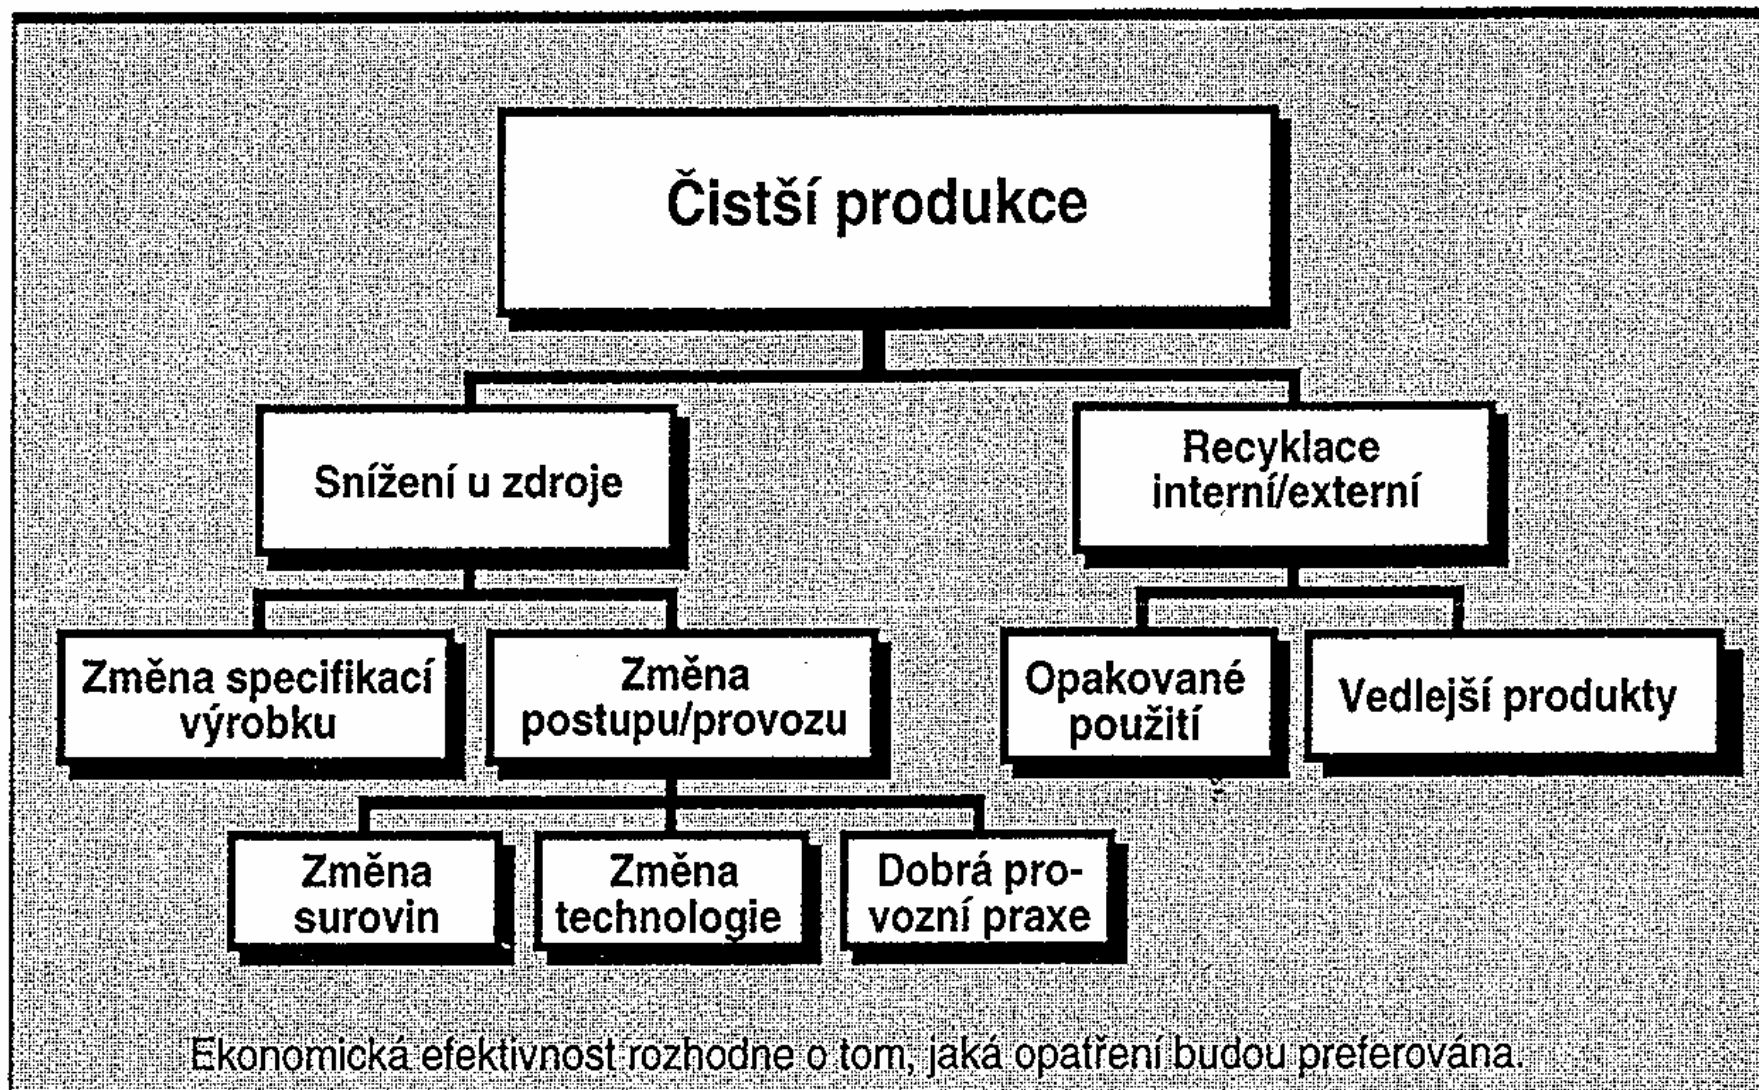 Čistší produkce
Snížení u zdroje
Recyklace
interní/externí
Změna specifikací
výrobku
Změna
postupu/provozu
Opakované
použití
Vedlejší produkty
Změna
surovin
Změna
technologie
Dobrá pro-
vozní praxe
Ekonomická efektivnost rozhodne o tom, jaká opatření budou preferována.